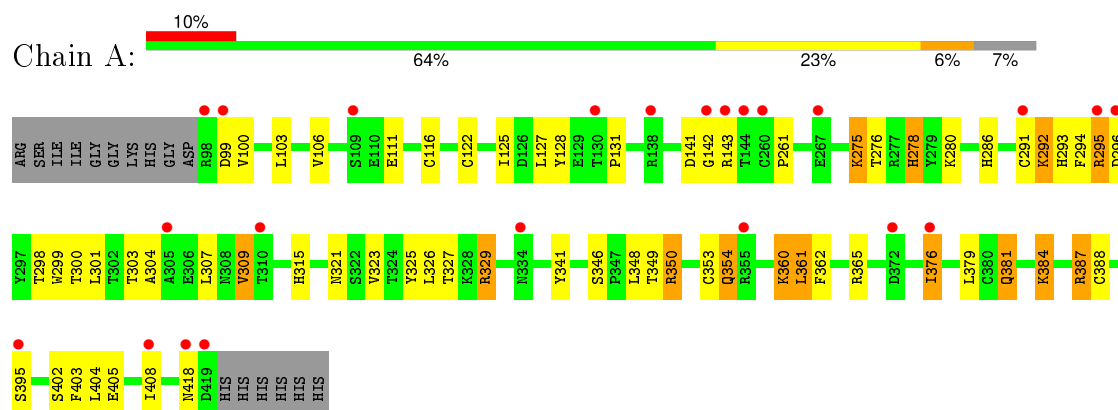 10%
Chain A:
64% 23% 6% 7%
ARG SER ILE ILE GLY GLY LYS HIS GLY ASP R98 D99 V100 L103 V106 S109 E110 E111 C116 C122 I125 D126 L127 Y128 E129 T130 P131 R138 D141 G142 R143 T144 C260 P261 E267 K275 T276 R277 H278 Y279 K280 H286 C291 K292 H293 F294 R295 D296
Y297 T298 W299 T300 L301 T302 T303 A304 A305 E306 L307 N308 V309 T310 H315 N321 S322 V323 T324 Y325 L326 T327 K328 R329 N334 Y341 S346 P347 L348 T349 R350 C353 Q354 R355 K360 L361 F362 R365 D372 I376 L379 C380 Q381 K384 R387 C388
S395 S402 F403 L404 E405 I408 N418 D419 HIS HIS HIS HIS HIS HIS